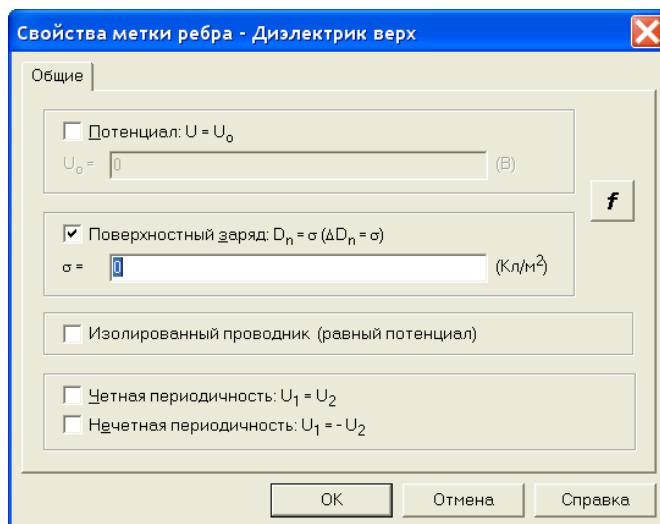 Свойства метки ребра - Диэлектрик верх
Общие
Потенциал: U = Uₒ
Uₒ = 0 (В)
f
Поверхностный заряд: Dₙ = σ (ΔDₙ = σ)
σ = 0 (Кл/м²)
Изолированный проводник (равный потенциал)
Четная периодичность: U₁ = U₂
Нечетная периодичность: U₁ = - U₂
ОК Отмена Справка